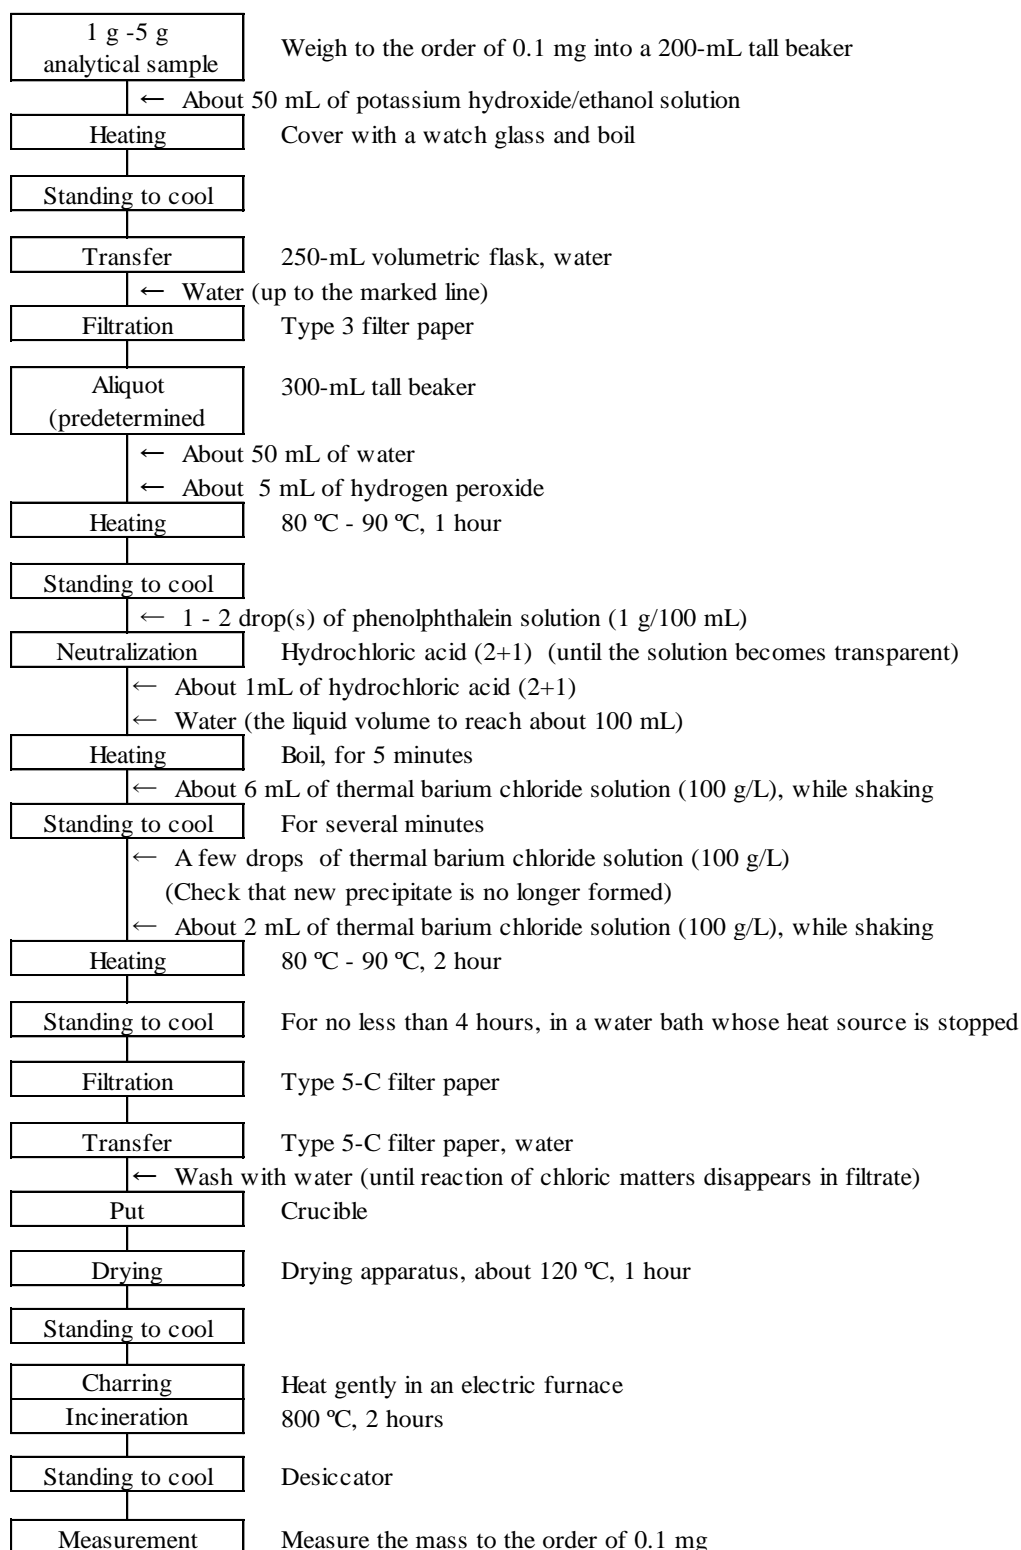 1 g -5 g
analytical sample
Weigh to the order of 0.1 mg into a 200-mL tall beaker
← About 50 mL of potassium hydroxide/ethanol solution
Heating Cover with a watch glass and boil
Standing to cool
Transfer 250-mL volumetric flask, water
← Water (up to the marked line)
Filtration Type 3 filter paper
Aliquot
(predetermined
300-mL tall beaker
← About 50 mL of water
← About 5 mL of hydrogen peroxide
Heating 80 ºC - 90 ºC, 1 hour
Standing to cool
← 1 - 2 drop(s) of phenolphthalein solution (1 g/100 mL)
Neutralization Hydrochloric acid (2+1) (until the solution becomes transparent)
← About 1mL of hydrochloric acid (2+1)
← Water (the liquid volume to reach about 100 mL)
Heating Boil, for 5 minutes
← About 6 mL of thermal barium chloride solution (100 g/L), while shaking
Standing to cool For several minutes
← A few drops of thermal barium chloride solution (100 g/L)
(Check that new precipitate is no longer formed)
← About 2 mL of thermal barium chloride solution (100 g/L), while shaking
Heating 80 ºC - 90 ºC, 2 hour
Standing to cool For no less than 4 hours, in a water bath whose heat source is stopped
Filtration Type 5-C filter paper
Transfer Type 5-C filter paper, water
← Wash with water (until reaction of chloric matters disappears in filtrate)
Put Crucible
Drying Drying apparatus, about 120 ºC, 1 hour
Standing to cool
Charring Heat gently in an electric furnace
Incineration 800 ºC, 2 hours
Standing to cool Desiccator
Measurement Measure the mass to the order of 0.1 mg